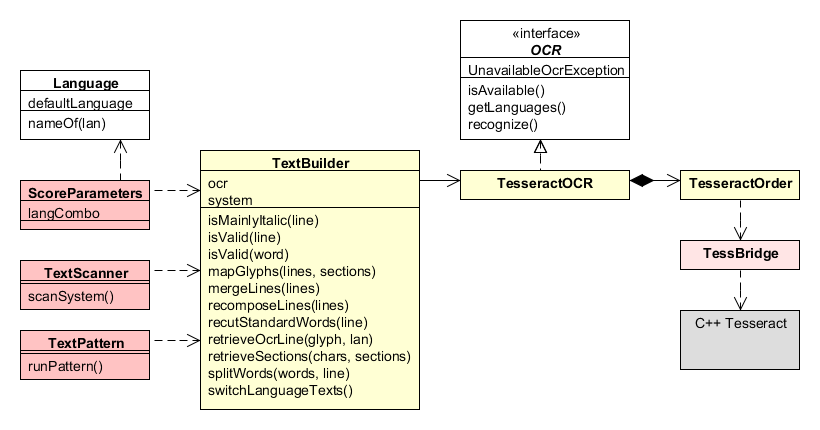 «interface»
OCR
UnavailableOcrException
isAvailable()
getLanguages()
recognize()
Language
defaultLanguage
nameOf(lan)
ScoreParameters
langCombo
TextScanner
scanSystem()
TextPattern
runPattern()
TextBuilder
ocr
system
isMainlyItalic(line)
isValid(line)
isValid(word)
mapGlyphs(lines, sections)
mergeLines(lines)
recomposeLines(lines)
recutStandardWords(line)
retrieveOcrLine(glyph, lan)
retrieveSections(chars, sections)
splitWords(words, line)
switchLanguageTexts()
TesseractOCR
TesseractOrder
TessBridge
C++ Tesseract